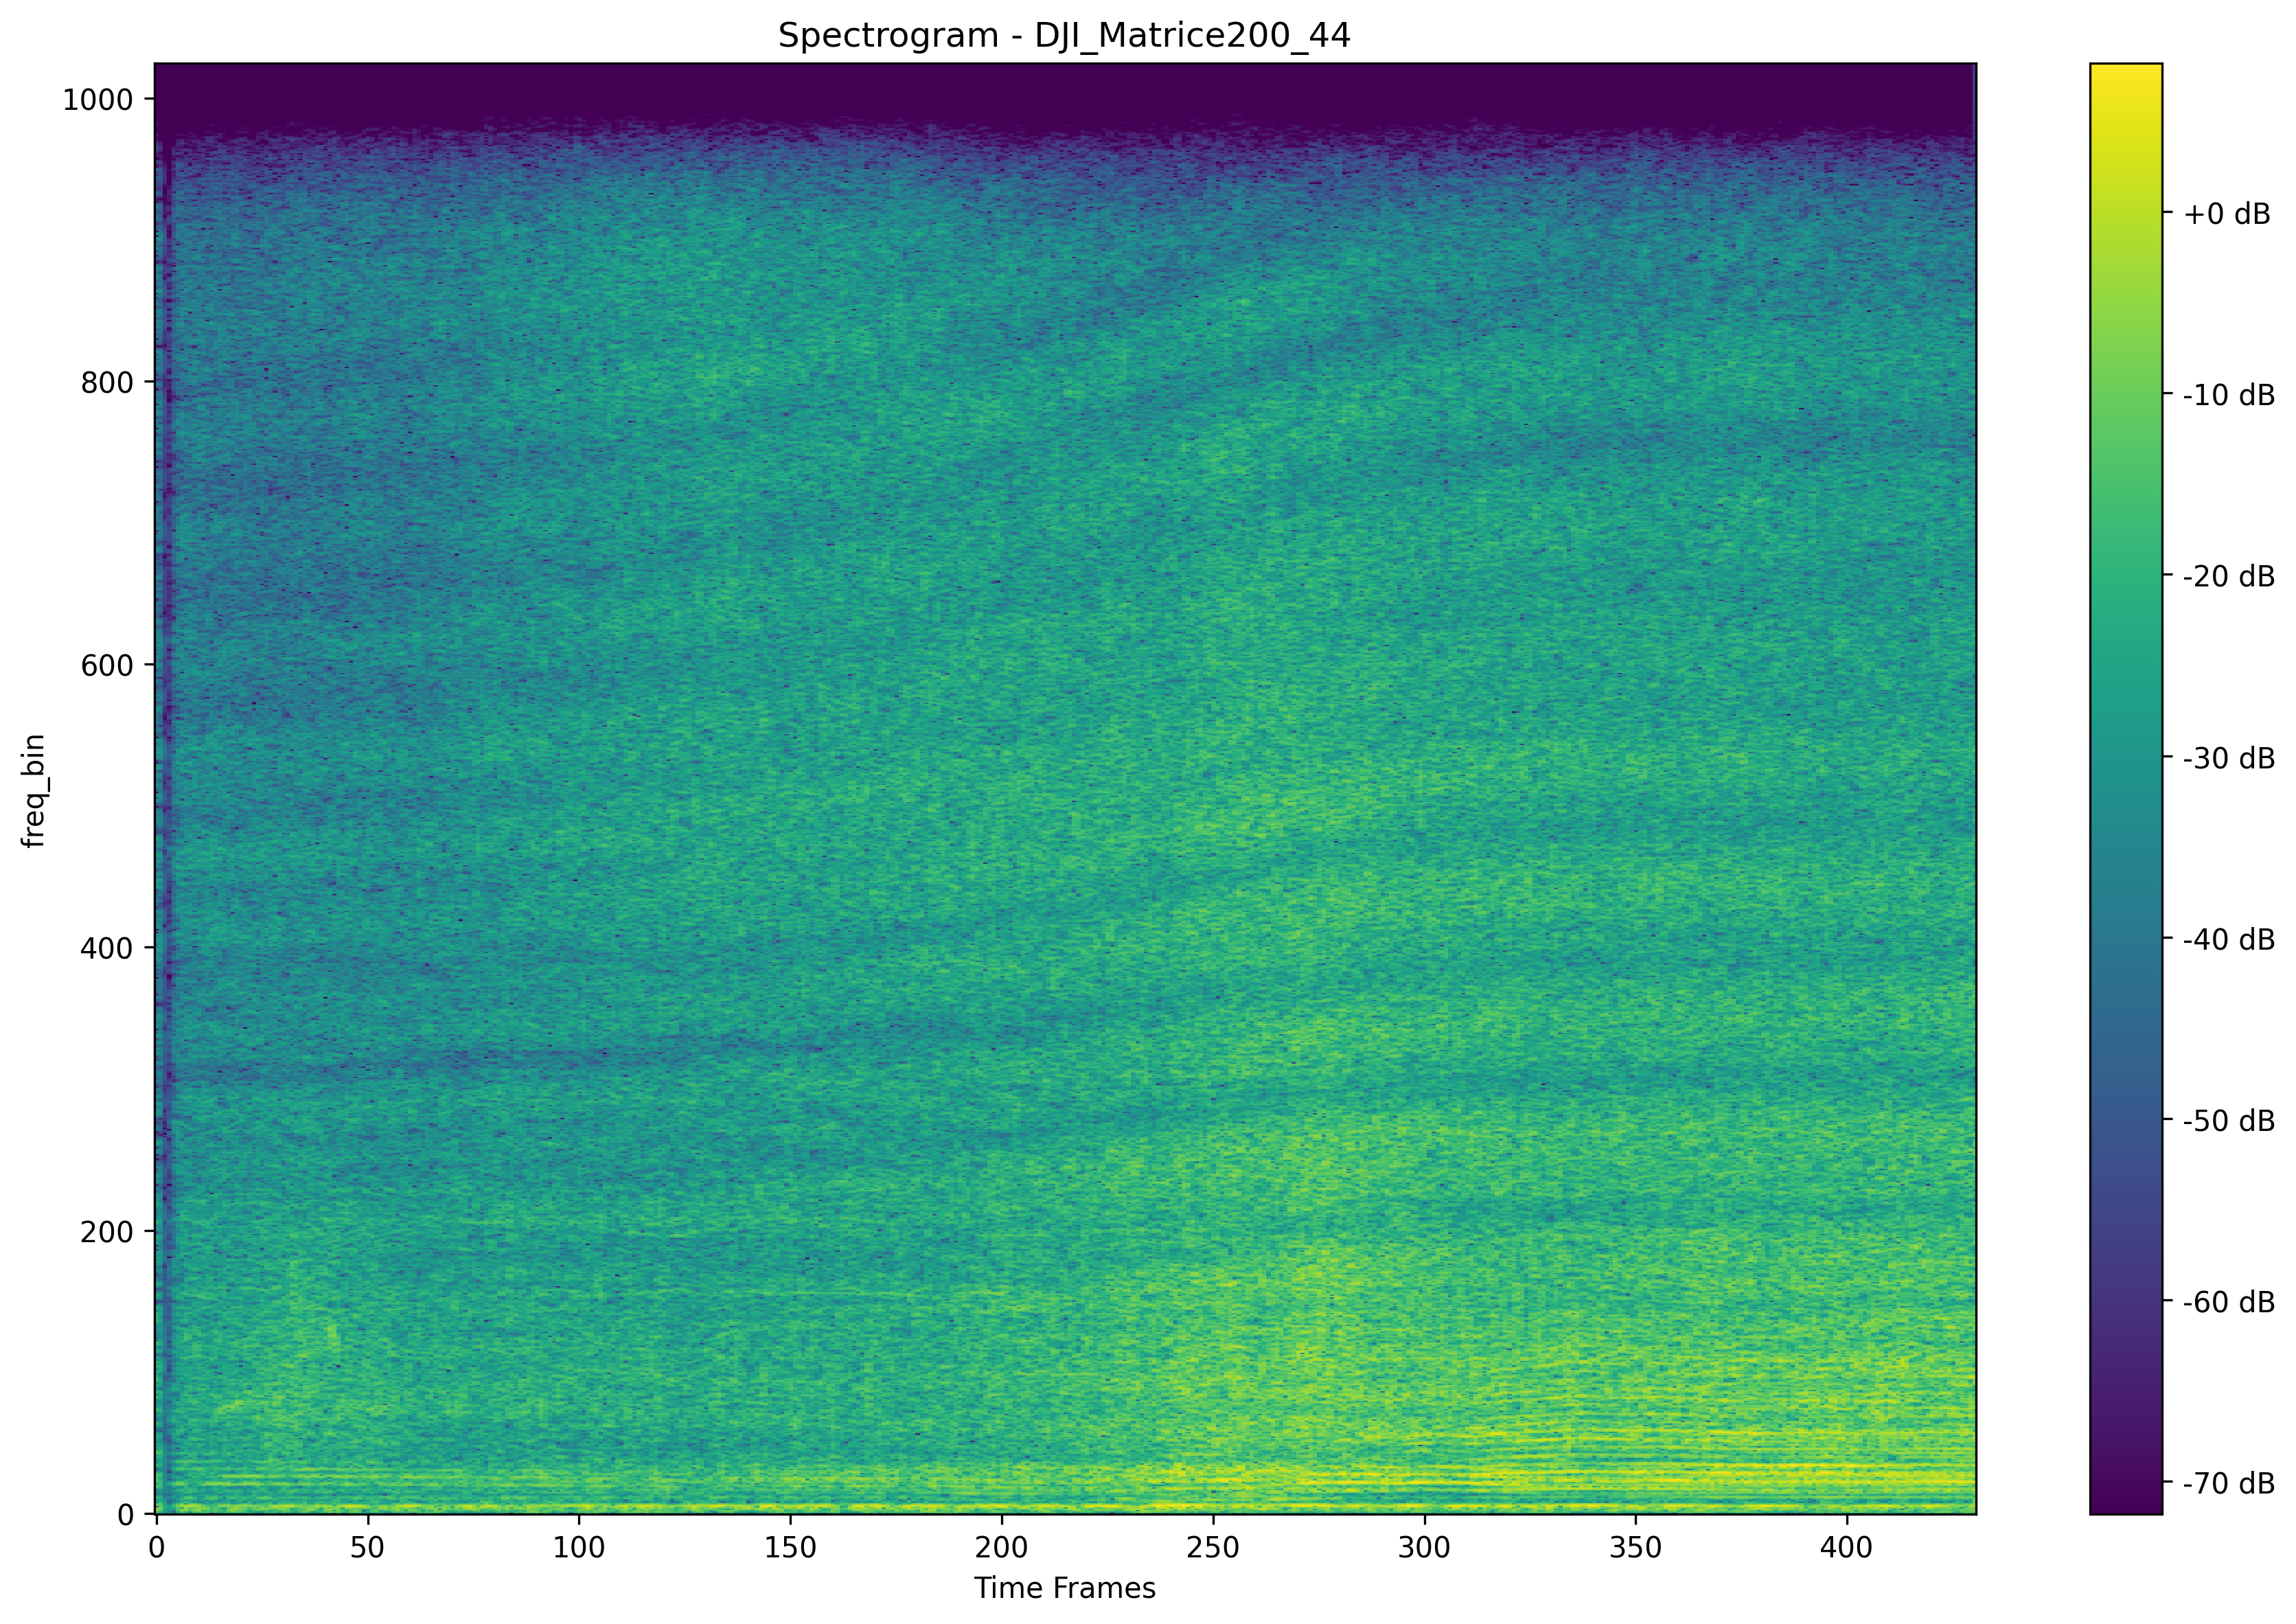 Spectrogram - DJI_Matrice200_44
1000
800
600
400
200
0
freq_bin
0 50 100 150 200 250 300 350 400
Time Frames
+0 dB
-10 dB
-20 dB
-30 dB
-40 dB
-50 dB
-60 dB
-70 dB